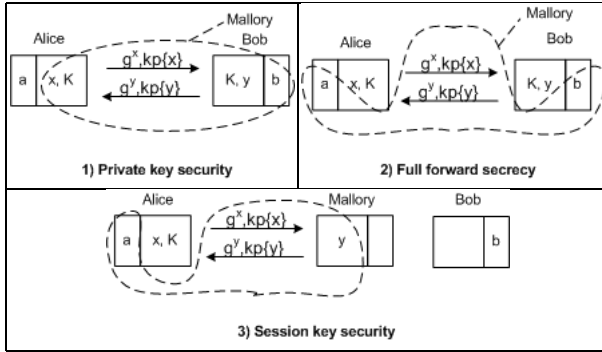 Mallory
Alice Bob
a x, K K, y b
g^x,kp{x}
g^y,kp{y}
1) Private key security
Mallory
Alice Bob
a x, K K, y b
g^x,kp{x}
g^y,kp{y}
2) Full forward secrecy
Alice Mallory Bob
a x, K y b
g^x,kp{x}
g^y,kp{y}
3) Session key security